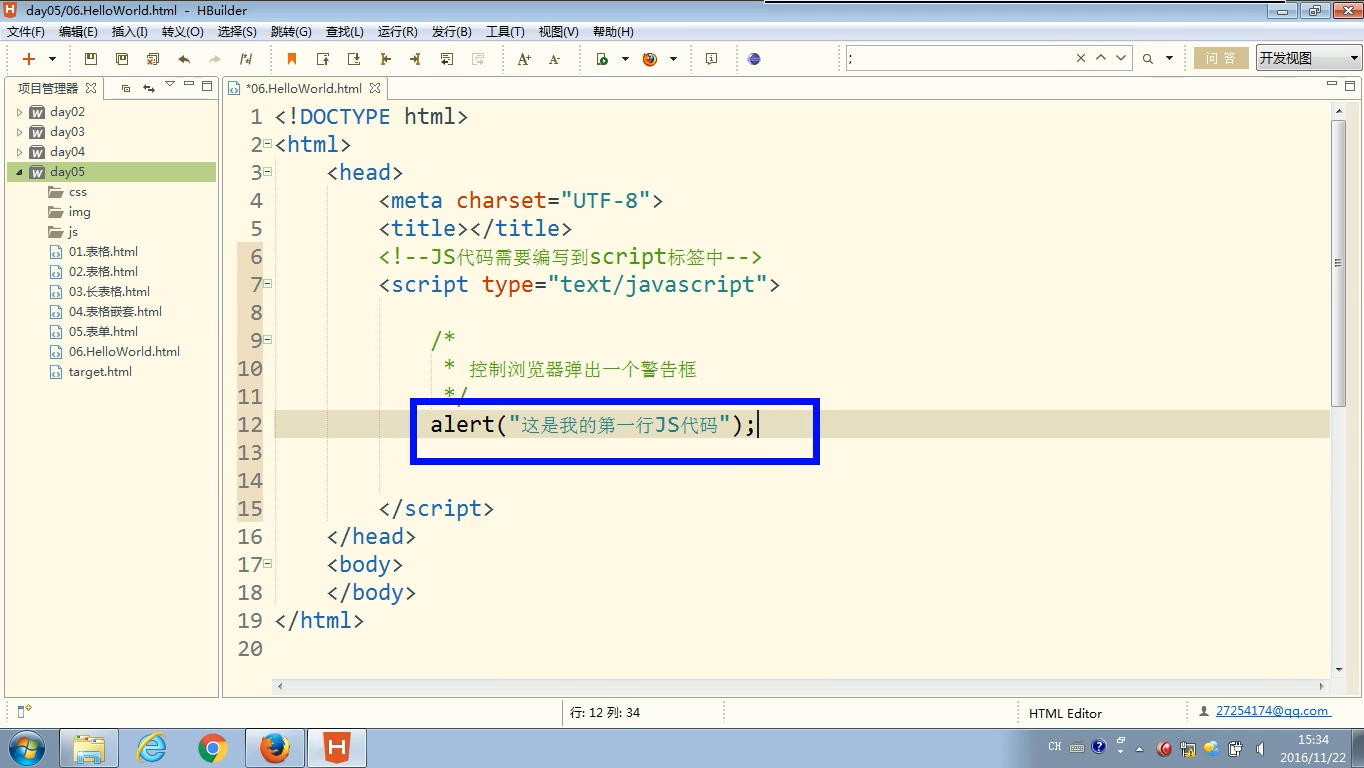 day05/06.HelloWorld.html - HBuilder
文件(F) 编辑(E) 插入(I) 转义(O) 选择(S) 跳转(G) 查找(L) 运行(R) 发行(B) 工具(T) 视图(V) 帮助(H)
;
问 答
开发视图
项目管理器
*06.HelloWorld.html
day02
day03
day04
day05
css
img
js
01.表格.html
02.表格.html
03.长表格.html
04.表格嵌套.html
05.表单.html
06.HelloWorld.html
target.html
1 <!DOCTYPE html>
2 <html>
3 <head>
4 <meta charset="UTF-8">
5 <title></title>
6 <!--JS代码需要编写到script标签中-->
7 <script type="text/javascript">
8
9 /*
10 * 控制浏览器弹出一个警告框
11 */
12 alert("这是我的第一行JS代码");
13
14
15 </script>
16 </head>
17 <body>
18 </body>
19 </html>
20
行: 12 列: 34
HTML Editor
27254174@qq.com
CH
15:34
2016/11/22